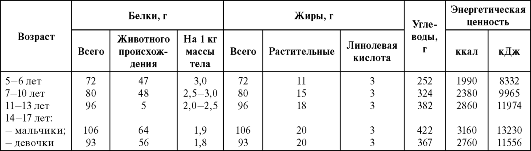 Возраст Белки, г Жиры, г Угле-воды, г Энергетическая ценность
Всего Животного происхож-дения На 1 кг массы тела Всего Растительные Линолевая кислота ккал кДж
5–6 лет 72 47 3,0 72 11 3 252 1990 8332
7–10 лет 80 48 2,5–3,0 80 15 3 324 2380 9965
11–13 лет 96 5 2,0–2,5 96 18 3 382 2860 11974
14–17 лет:
– мальчики; 106 64 1,9 106 20 3 422 3160 13230
– девочки 93 56 1,8 93 20 3 367 2760 11556